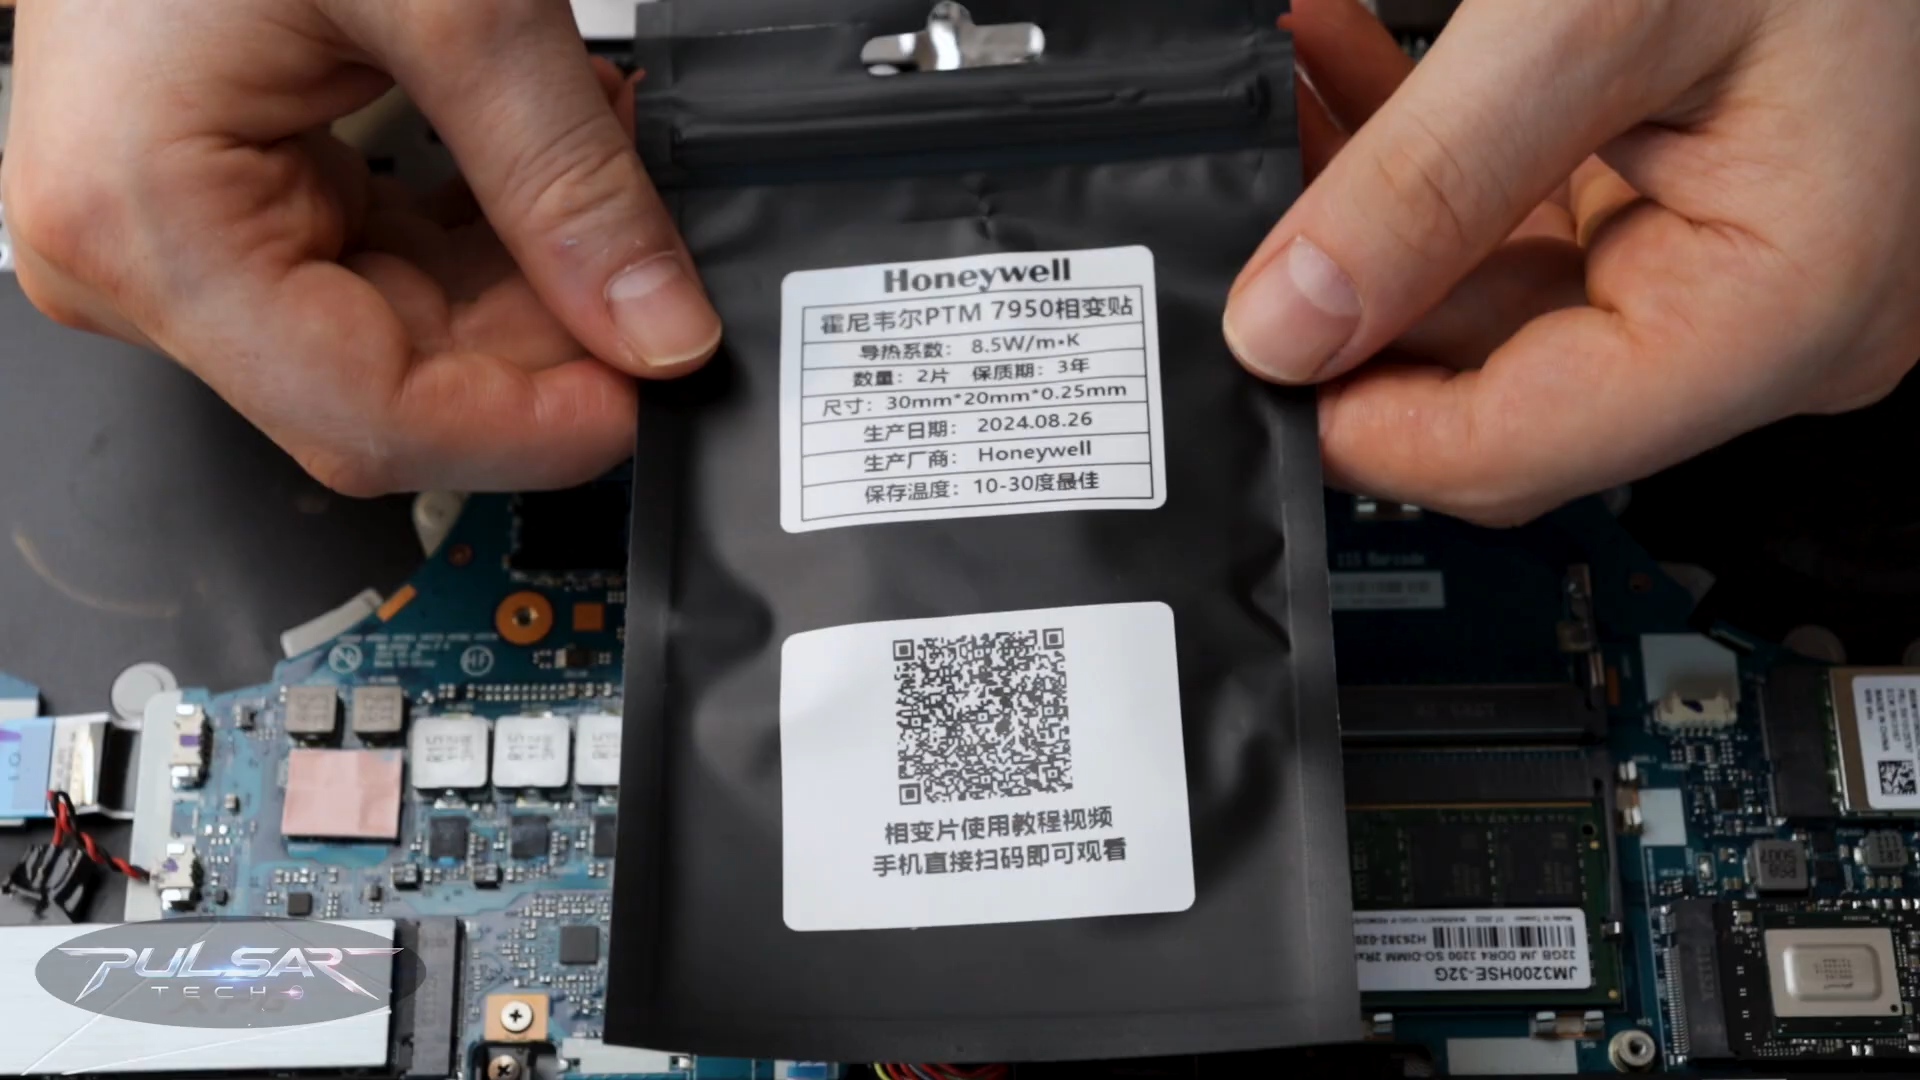 Honeywell
霍尼韦尔PTM 7950相变贴
导热系数： 8.5W/m•K
数量：2片 保质期：3年
尺寸：30mm*20mm*0.25mm
生产日期： 2024.08.26
生产厂商： Honeywell
保存温度：10-30度最佳
相变片使用教程视频
手机直接扫码即可观看
HF
PULSAR
TECH
JM3200HSE-32G
32GB JM DDR4 3200 SO-DIMM